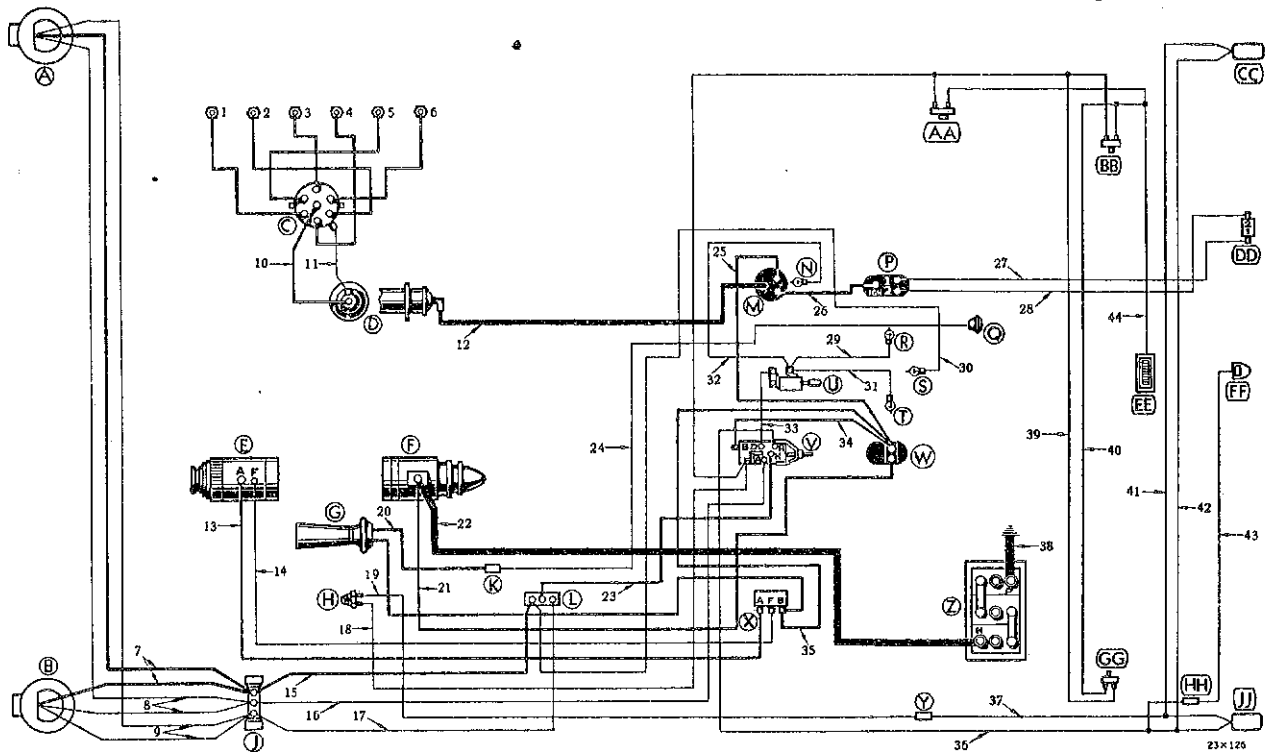 A
CC
1 2 3 4 5 6
AA
BB
C
DD
10 11
25
N
P
27
M
26
28
D
12
29
R
Q
44
32
31
S
30
U
T
EE
FF
33
34
24
39
E
F
B
V
W
40
A F
41
42
13
G
20
22
43
38
14
K
21
23
19
H
L
A F B
Z
X
18
35
B
7
15
GG
HH
JJ
8
16
Y
37
9
17
J
36
23×126